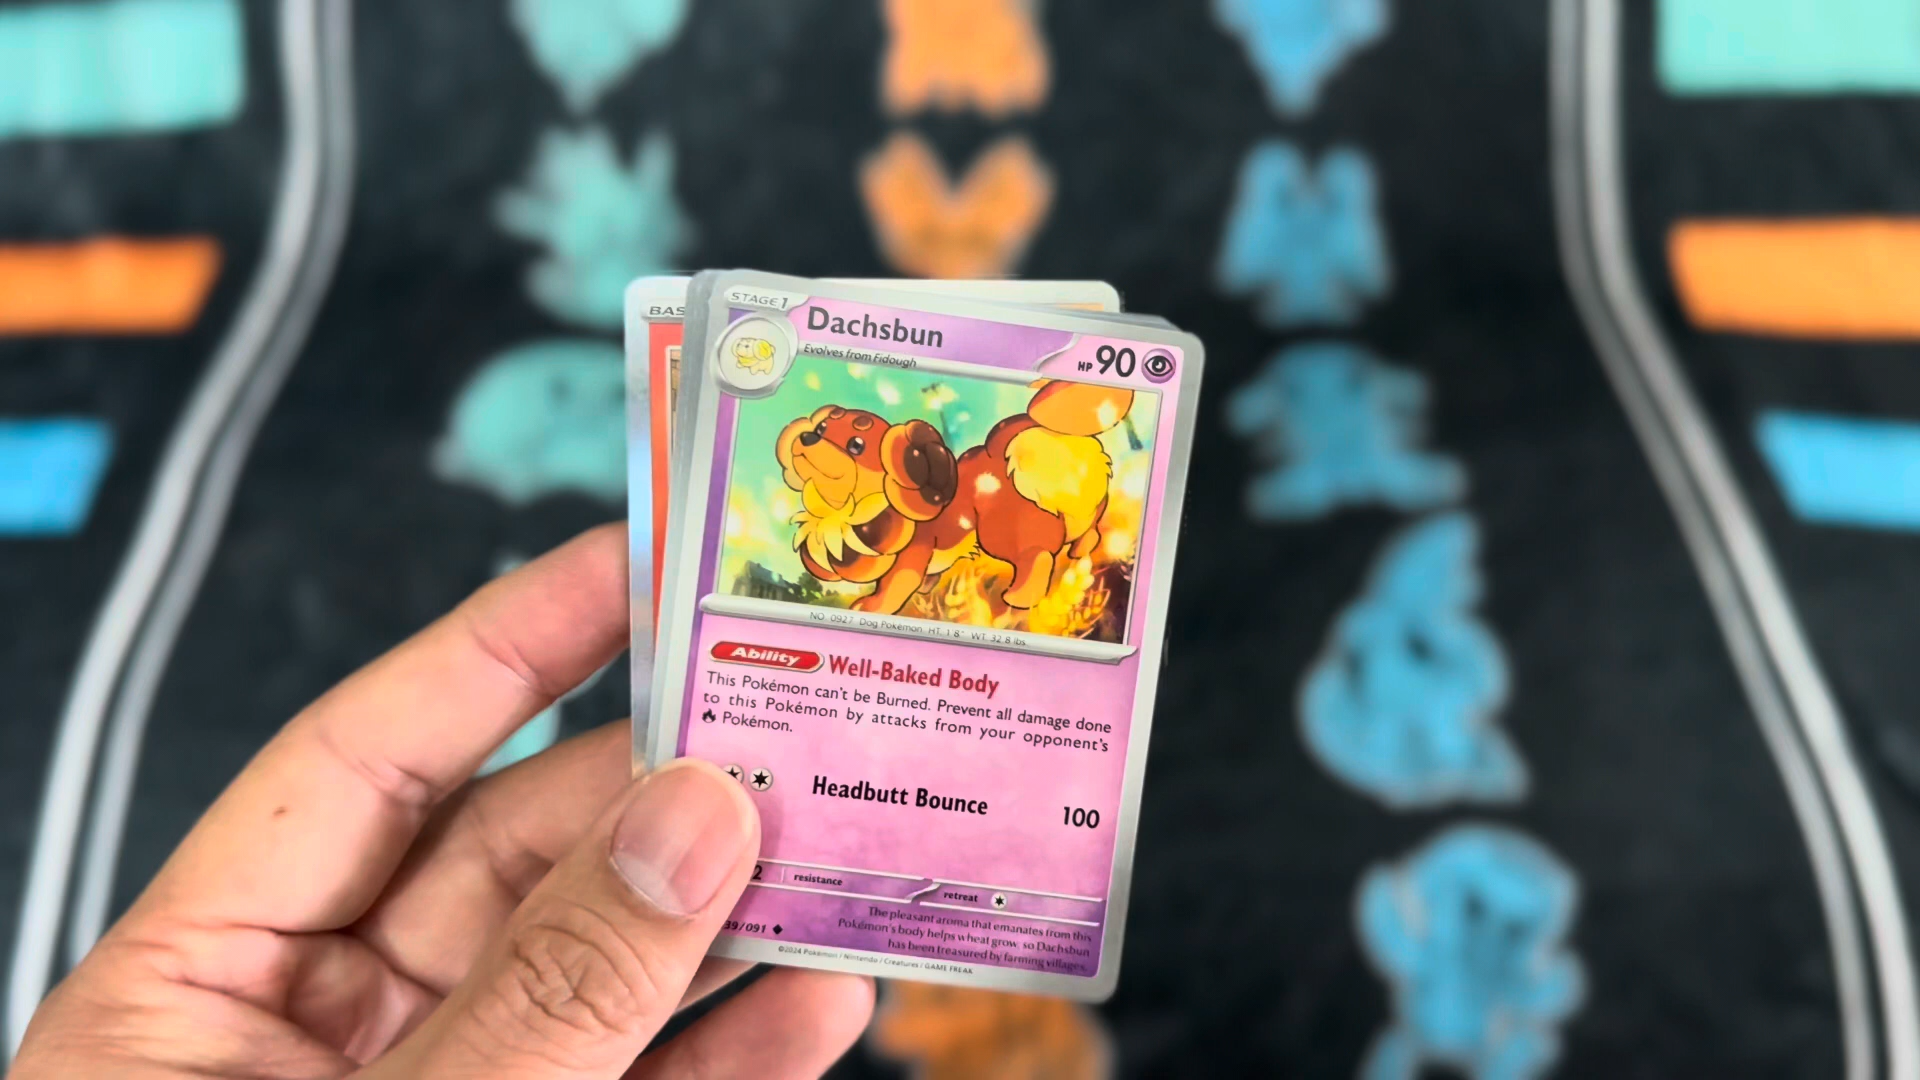 BAS
STAGE 1
Dachsbun
HP 90
Evolves from Fidough
NO. 0927 Dog Pokémon HT. 1'8" WT. 32.8 lbs
Ability Well-Baked Body
This Pokémon can't be Burned. Prevent all damage done
to this Pokémon by attacks from your opponent's
Pokémon.
Headbutt Bounce 100
2 resistance retreat
The pleasant aroma that emanates from this
Pokémon's body helps wheat grow, so Dachsbun
has been treasured by farming villages.
39/091
©2024 Pokémon / Nintendo / Creatures / GAME FREAK